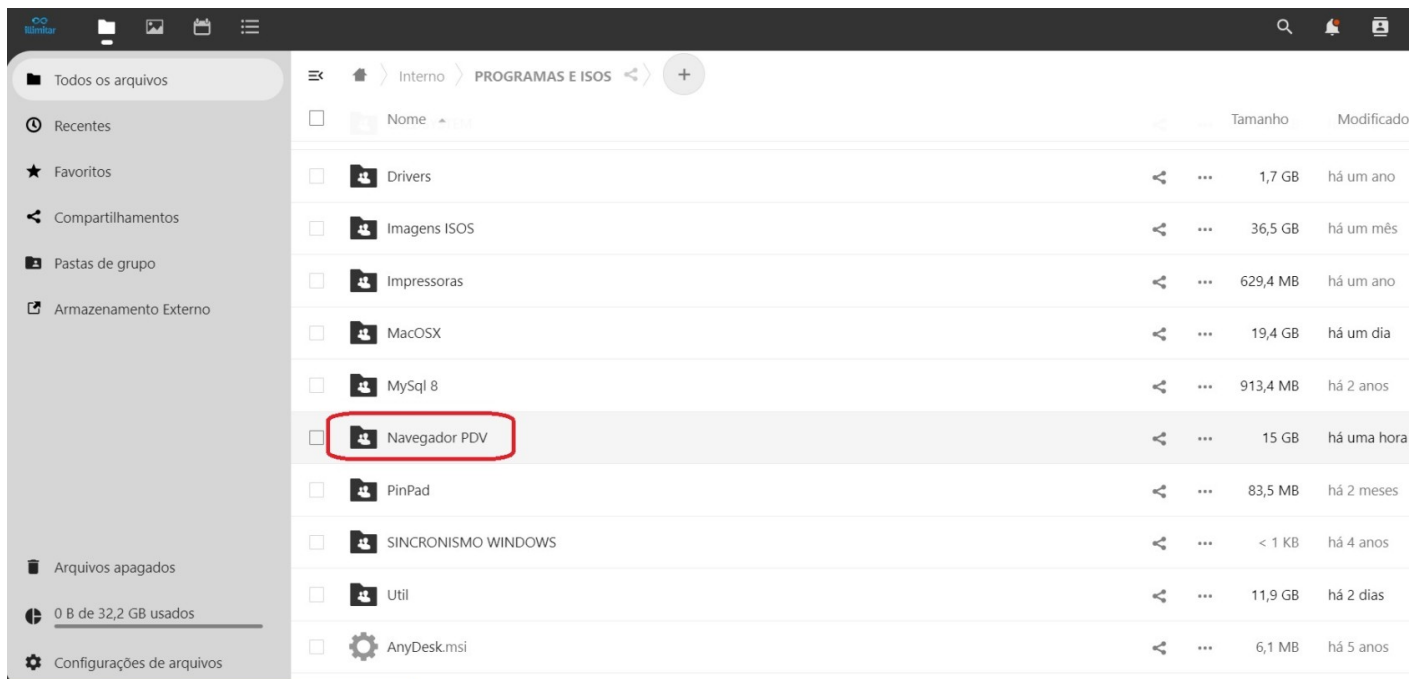 Todos os arquivos
Recentes
Favoritos
Compartilhamentos
Pastas de grupo
Armazenamento Externo
Arquivos apagados
0 B de 32,2 GB usados
Configurações de arquivos
Interno PROGRAMAS E ISOS +
Nome Tamanho Modificado
Drivers 1,7 GB há um ano
Imagens ISOS 36,5 GB há um mês
Impressoras 629,4 MB há um ano
MacOSX 19,4 GB há um dia
MySql 8 913,4 MB há 2 anos
Navegador PDV 15 GB há uma hora
PinPad 83,5 MB há 2 meses
SINCRONISMO WINDOWS < 1 KB há 4 anos
Util 11,9 GB há 2 dias
AnyDesk.msi 6,1 MB há 5 anos